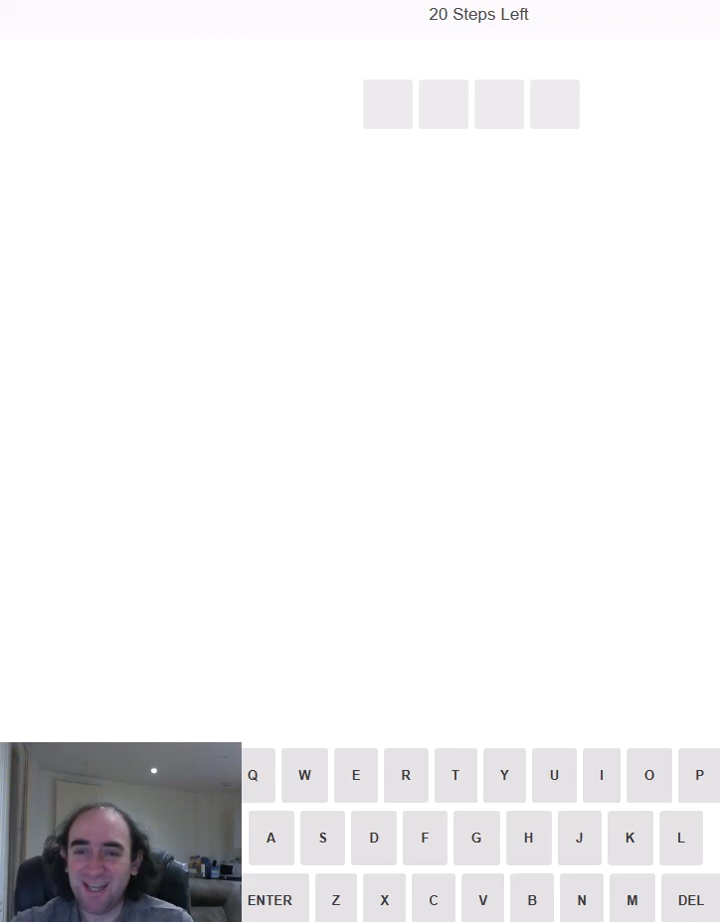 20 Steps Left
Q W E R T Y U I O P
A S D F G H J K L
ENTER Z X C V B N M DEL